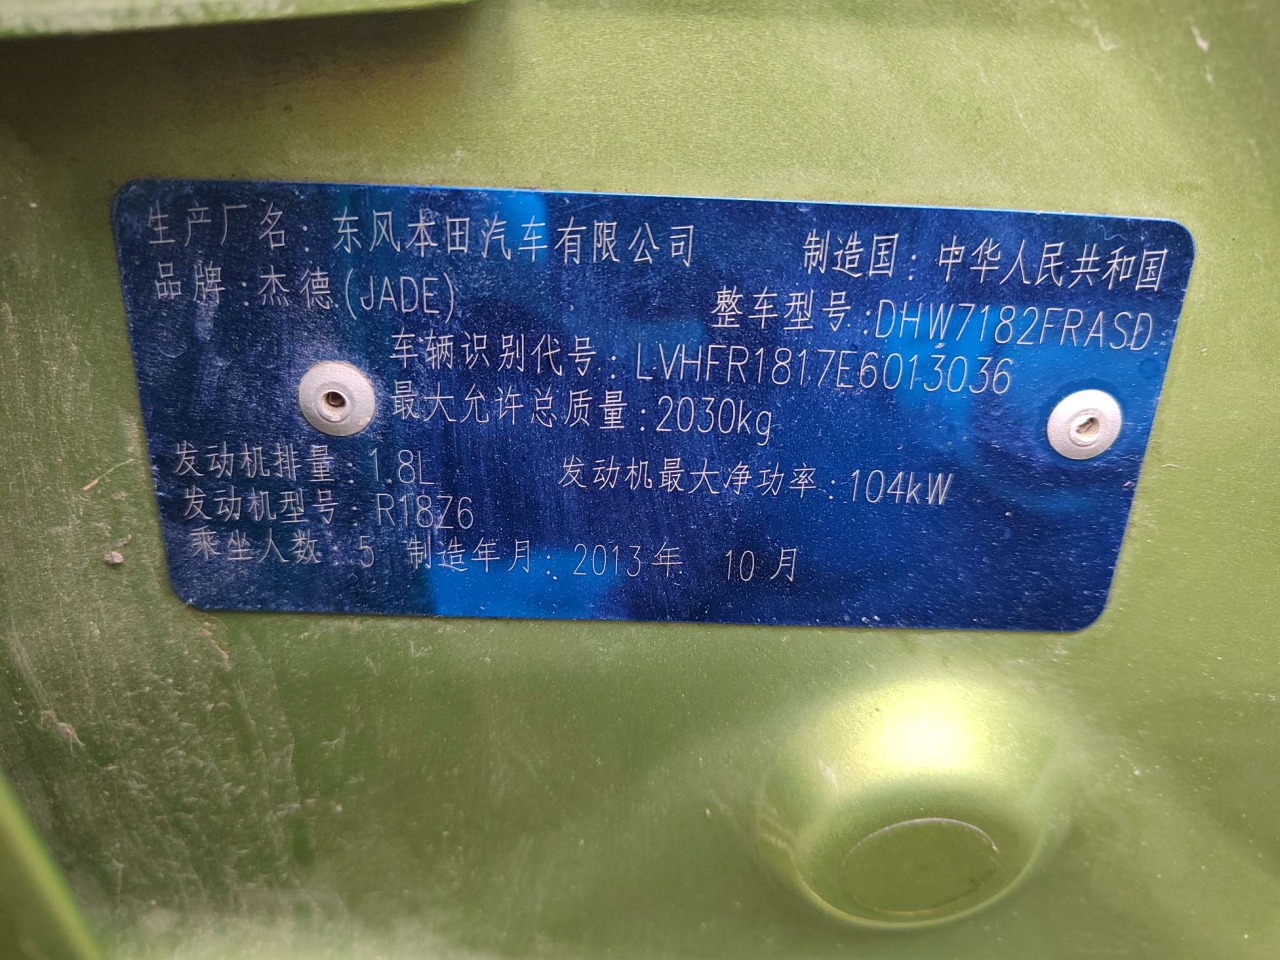 生产厂名：东风本田汽车有限公司 制造国：中华人民共和国
品牌：杰德(JADE) 整车型号：DHW7182FRASD
车辆识别代号：LVHFR1817E6013036
最大允许总质量：2030kg
发动机排量：1.8L 发动机最大净功率：104kW
发动机型号：R18Z6
乘坐人数：5 制造年月：2013年 10月